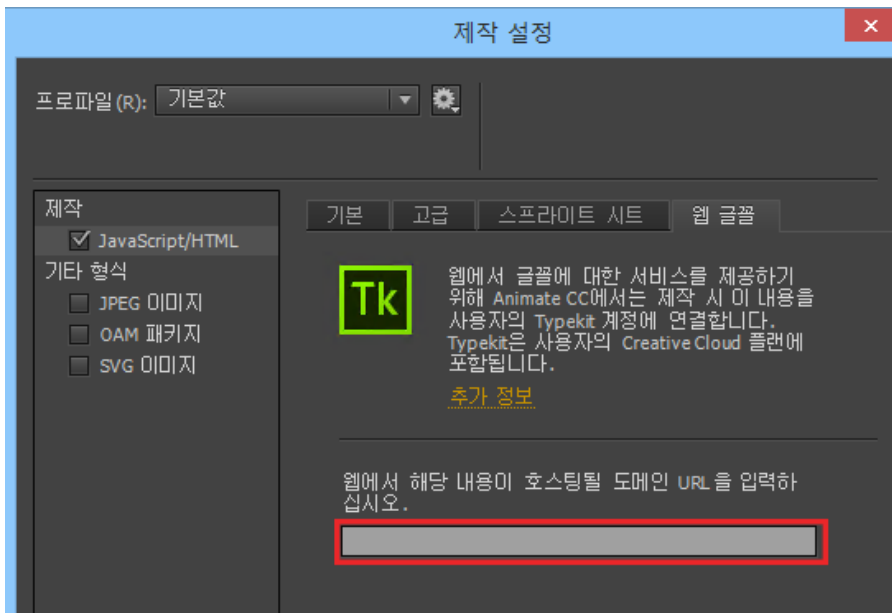 제작 설정
프로파일(R): 기본값
제작
JavaScript/HTML
기타 형식
JPEG 이미지
OAM 패키지
SVG 이미지
기본 고급 스프라이트 시트 웹 글꼴
Tk
웹에서 글꼴에 대한 서비스를 제공하기
위해 Animate CC에서는 제작 시 이 내용을
사용자의 Typekit 계정에 연결합니다.
Typekit은 사용자의 Creative Cloud 플랜에
포함됩니다.
추가 정보
웹에서 해당 내용이 호스팅될 도메인 URL을 입력하
십시오.